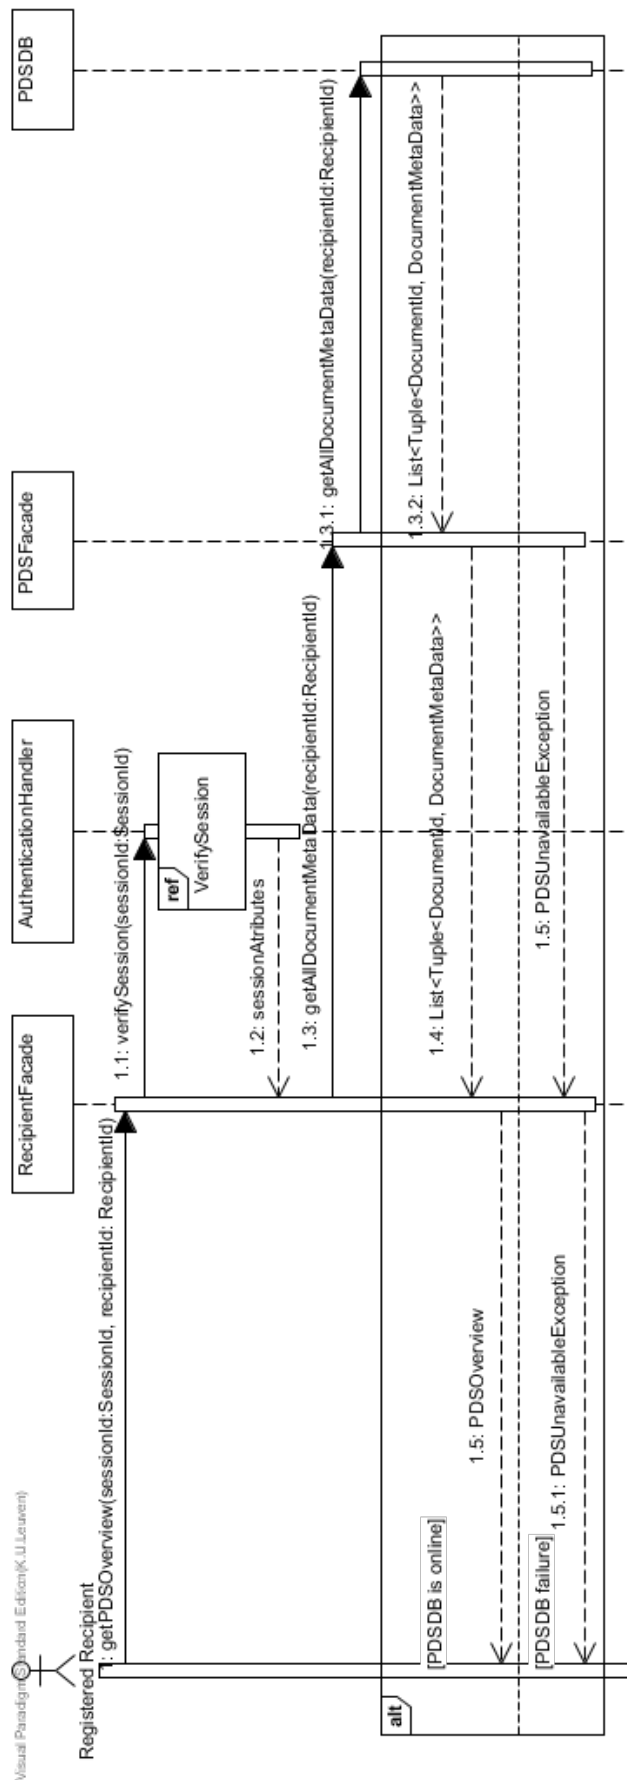 Visual Paradigm Standard Edition(K.U.Leuven)
Registered Recipient
RecipientFacade
AuthenticationHandler
PDSFacade
PDSDB
1: getPDSOverview(sessionId:SessionId, recipientId: RecipientId)
1.1: verifySession(sessionId:SessionId)
ref
VerifySession
1.2: sessionAtributes
1.3: getAllDocumentMetaData(recipientId:RecipientId)
1.3.1: getAllDocumentMetaData(recipientId:RecipientId)
alt
[PDSDB is online]
1.3.2: List<Tuple<DocumentId, DocumentMetaData>>
1.4: List<Tuple<DocumentId, DocumentMetaData>>
1.5: PDSOverview
[PDSDB failure]
1.5: PDSUnavailableException
1.5.1: PDSUnavailableException